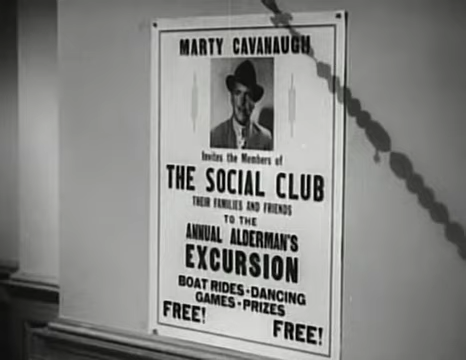 MARTY CAVANAUGH
Invites the Members of
THE SOCIAL CLUB
THEIR FAMILIES AND FRIENDS
TO THE
ANNUAL ALDERMAN'S
EXCURSION
BOAT RIDES · DANCING
GAMES · PRIZES
FREE!
FREE!